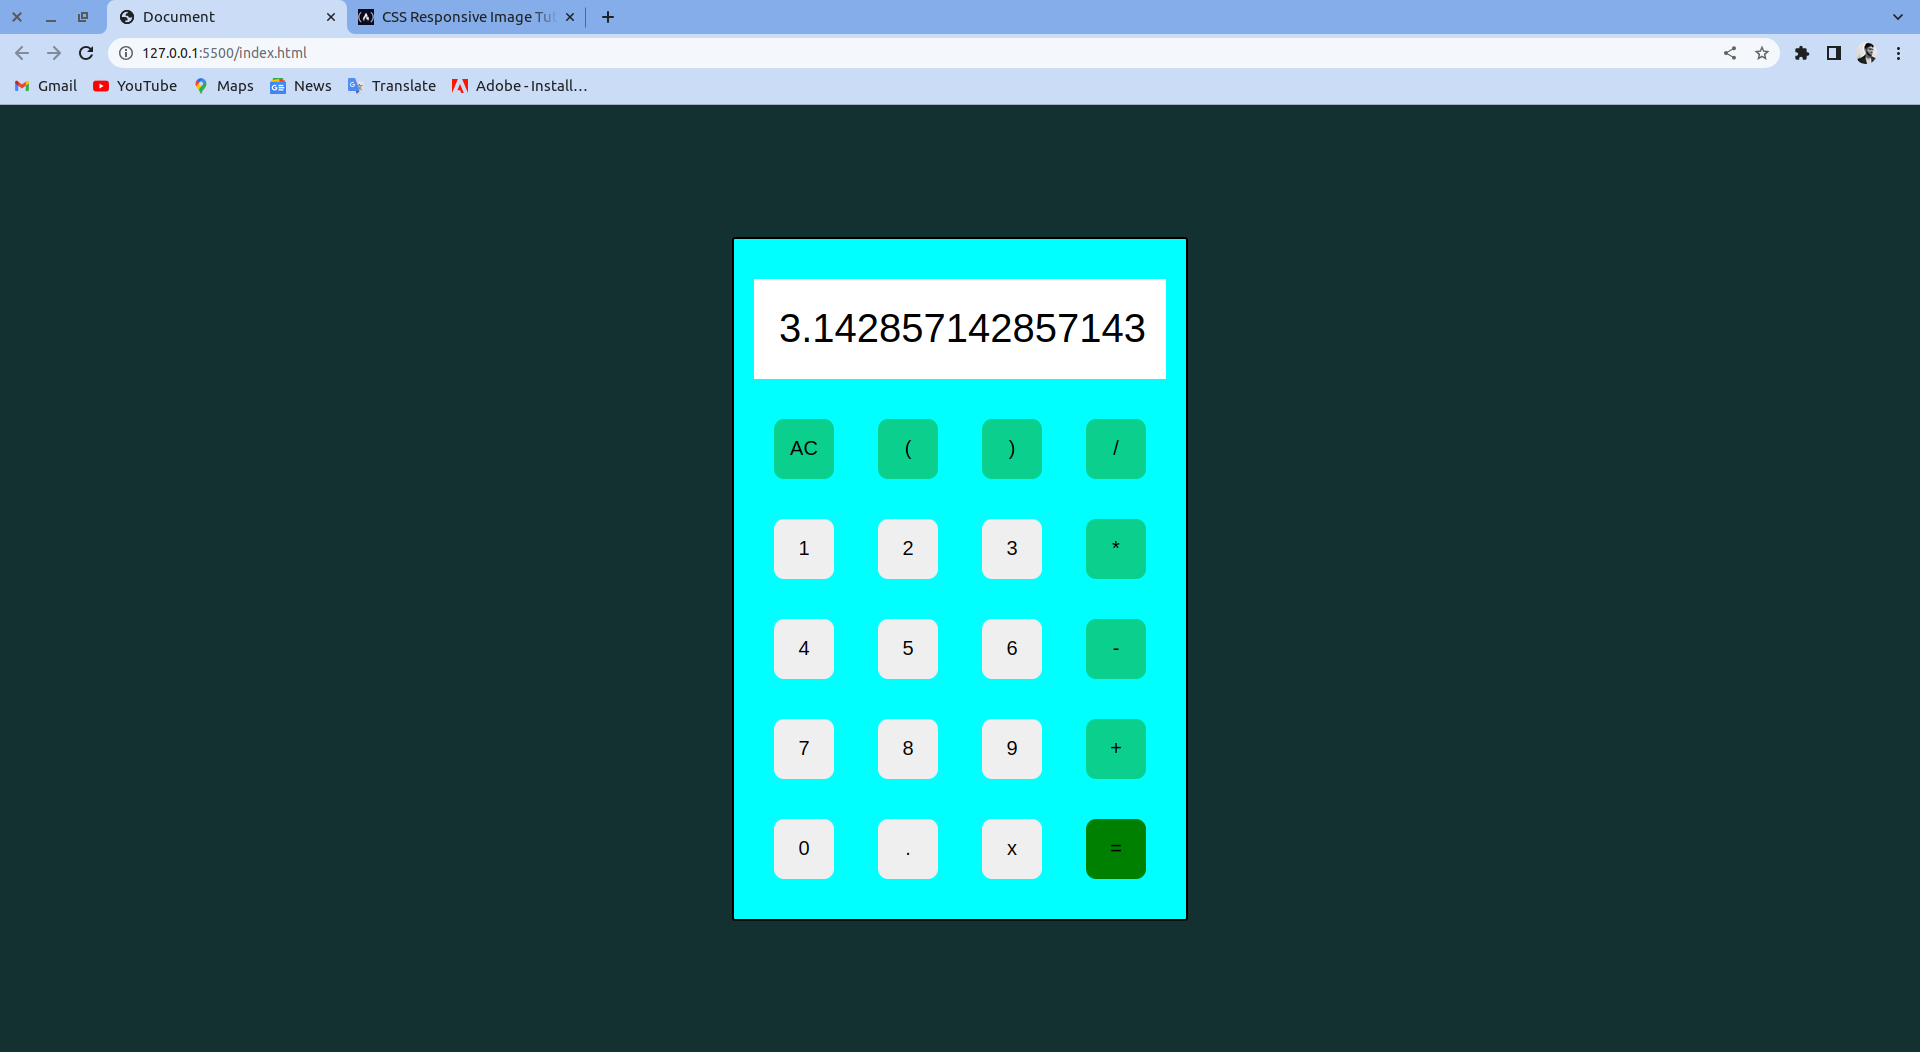 Document
CSS Responsive Image Tu
127.0.0.1:5500/index.html
Gmail YouTube Maps News Translate Adobe - Install...
3.142857142857143
AC ( ) /
1 2 3 *
4 5 6 -
7 8 9 +
0 . x =